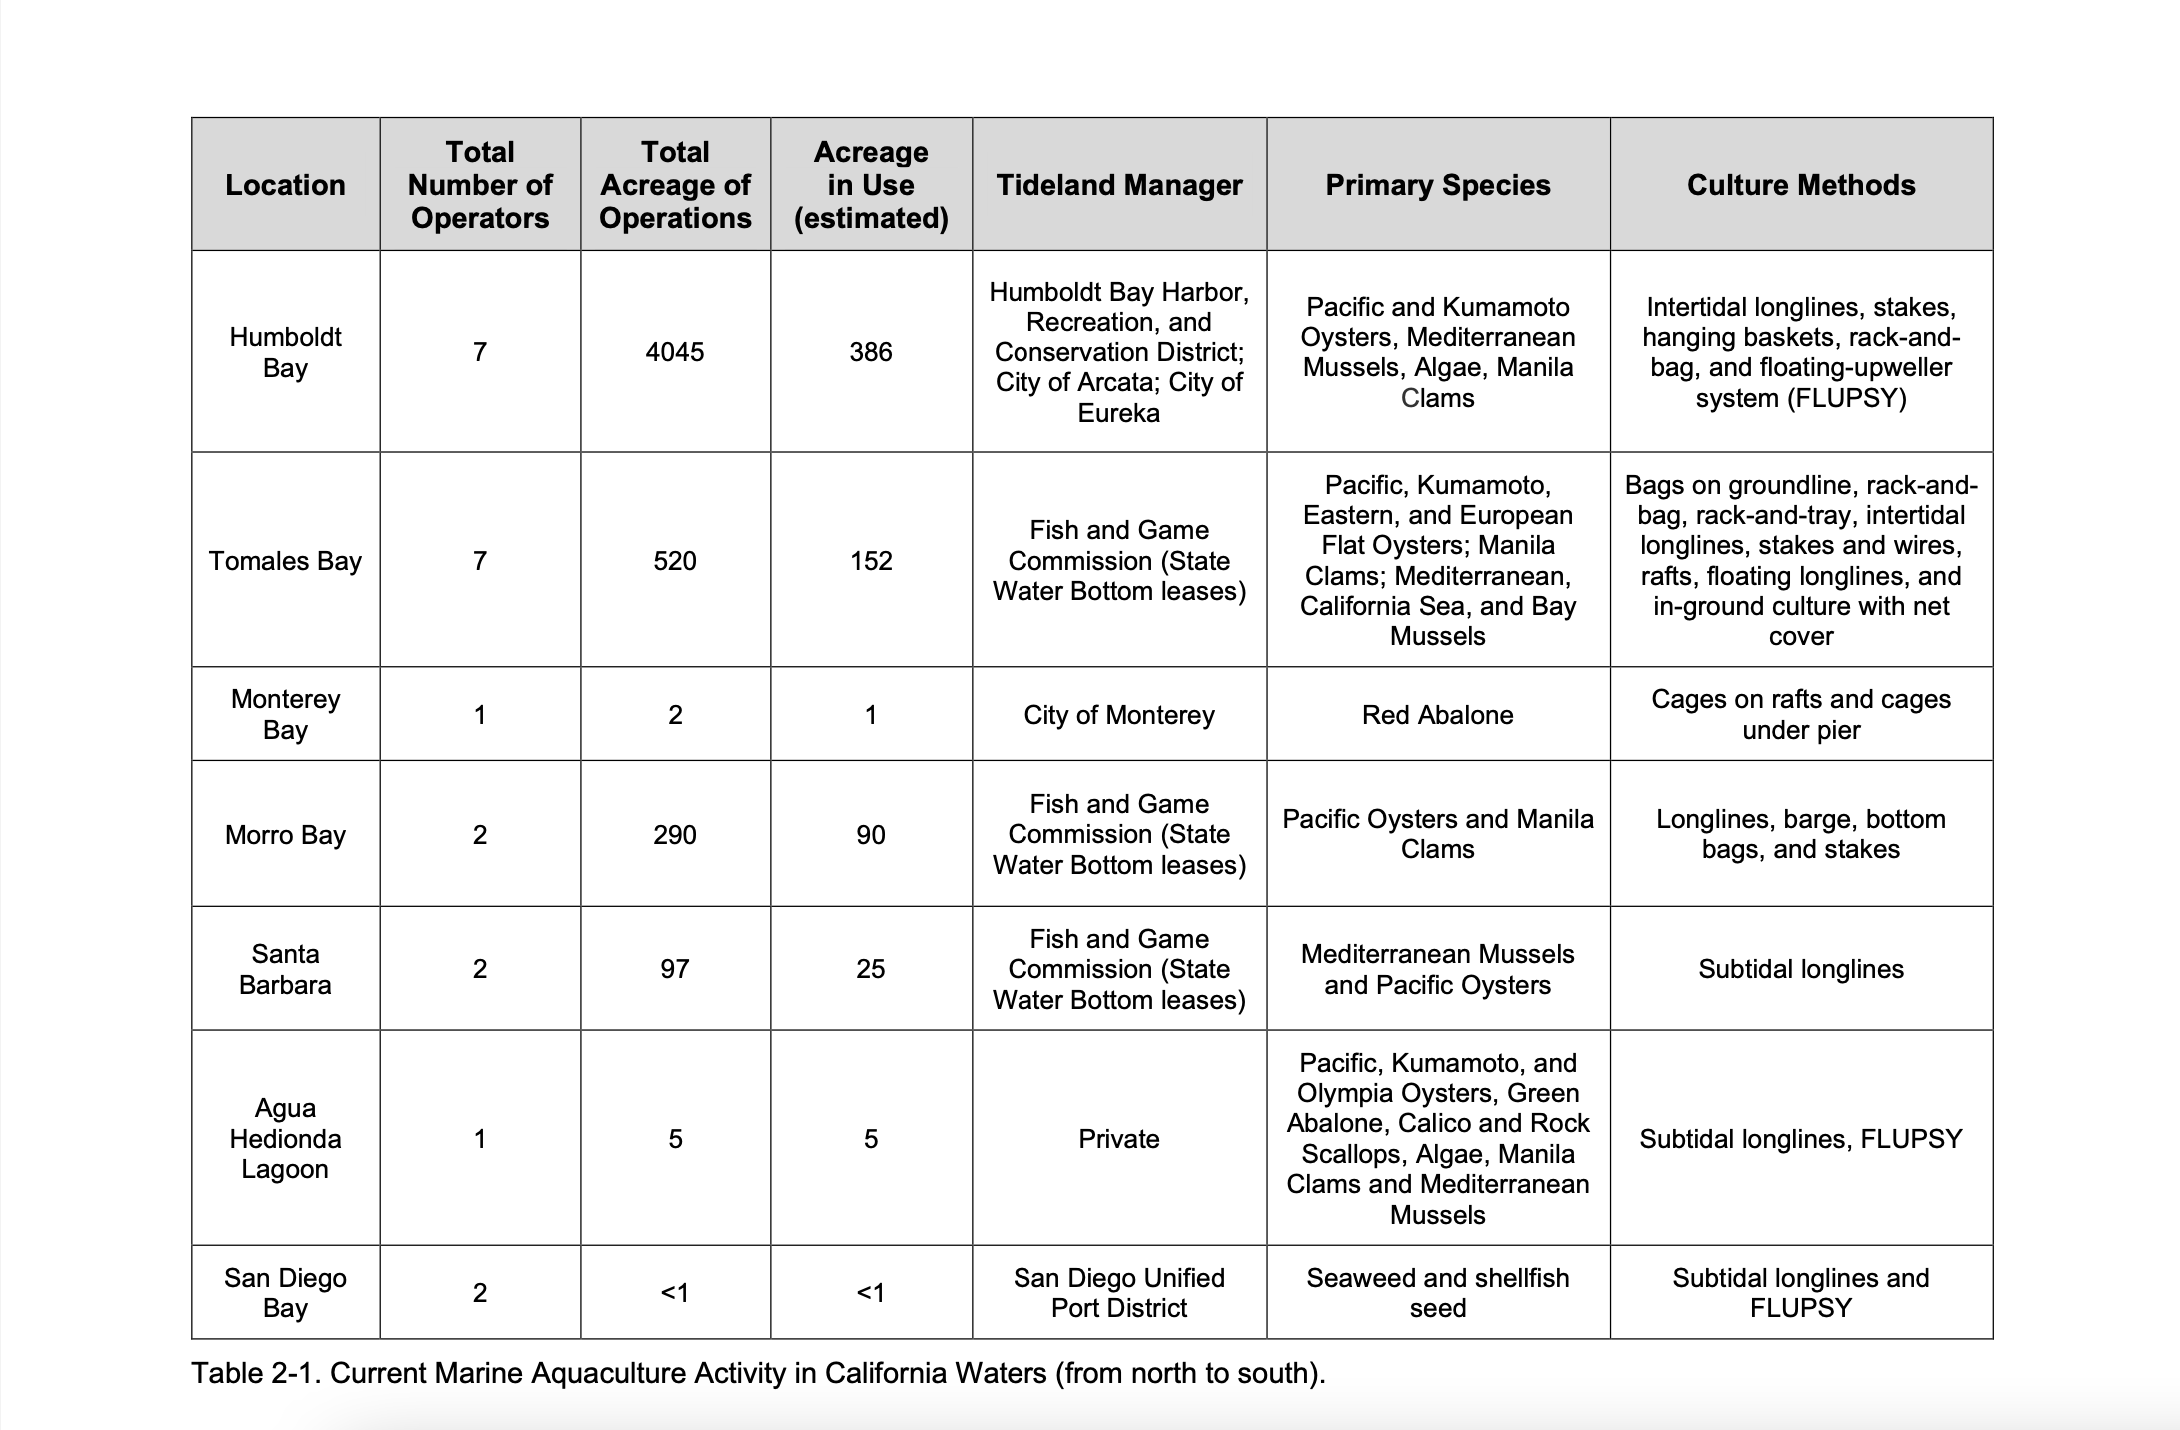 Location
Total
Number of
Operators
Total
Acreage of
Operations
Acreage
in Use
(estimated)
Tideland Manager
Primary Species
Culture Methods
Humboldt
Bay
7
4045
386
Humboldt Bay Harbor,
Recreation, and
Conservation District;
City of Arcata; City of
Eureka
Pacific and Kumamoto
Oysters, Mediterranean
Mussels, Algae, Manila
Clams
Intertidal longlines, stakes,
hanging baskets, rack-and-
bag, and floating-upweller
system (FLUPSY)
Tomales Bay
7
520
152
Fish and Game
Commission (State
Water Bottom leases)
Pacific, Kumamoto,
Eastern, and European
Flat Oysters; Manila
Clams; Mediterranean,
California Sea, and Bay
Mussels
Bags on groundline, rack-and-
bag, rack-and-tray, intertidal
longlines, stakes and wires,
rafts, floating longlines, and
in-ground culture with net
cover
Monterey
Bay
1
2
1
City of Monterey
Red Abalone
Cages on rafts and cages
under pier
Morro Bay
2
290
90
Fish and Game
Commission (State
Water Bottom leases)
Pacific Oysters and Manila
Clams
Longlines, barge, bottom
bags, and stakes
Santa
Barbara
2
97
25
Fish and Game
Commission (State
Water Bottom leases)
Mediterranean Mussels
and Pacific Oysters
Subtidal longlines
Agua
Hedionda
Lagoon
1
5
5
Private
Pacific, Kumamoto, and
Olympia Oysters, Green
Abalone, Calico and Rock
Scallops, Algae, Manila
Clams and Mediterranean
Mussels
Subtidal longlines, FLUPSY
San Diego
Bay
2
<1
<1
San Diego Unified
Port District
Seaweed and shellfish
seed
Subtidal longlines and
FLUPSY
Table 2-1. Current Marine Aquaculture Activity in California Waters (from north to south).